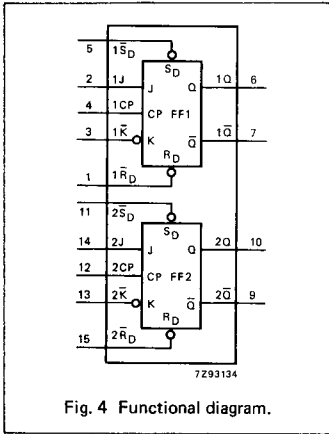 5 1S̅D
SD
2 1J J Q 1Q 6
4 1CP CP FF1
3 1K̅ K Q̅ 1Q̅ 7
RD
1 1R̅D
11 2S̅D
SD
14 2J J Q 2Q 10
12 2CP CP FF2
13 2K̅ K Q̅ 2Q̅ 9
RD
15 2R̅D
7Z93134
Fig. 4 Functional diagram.